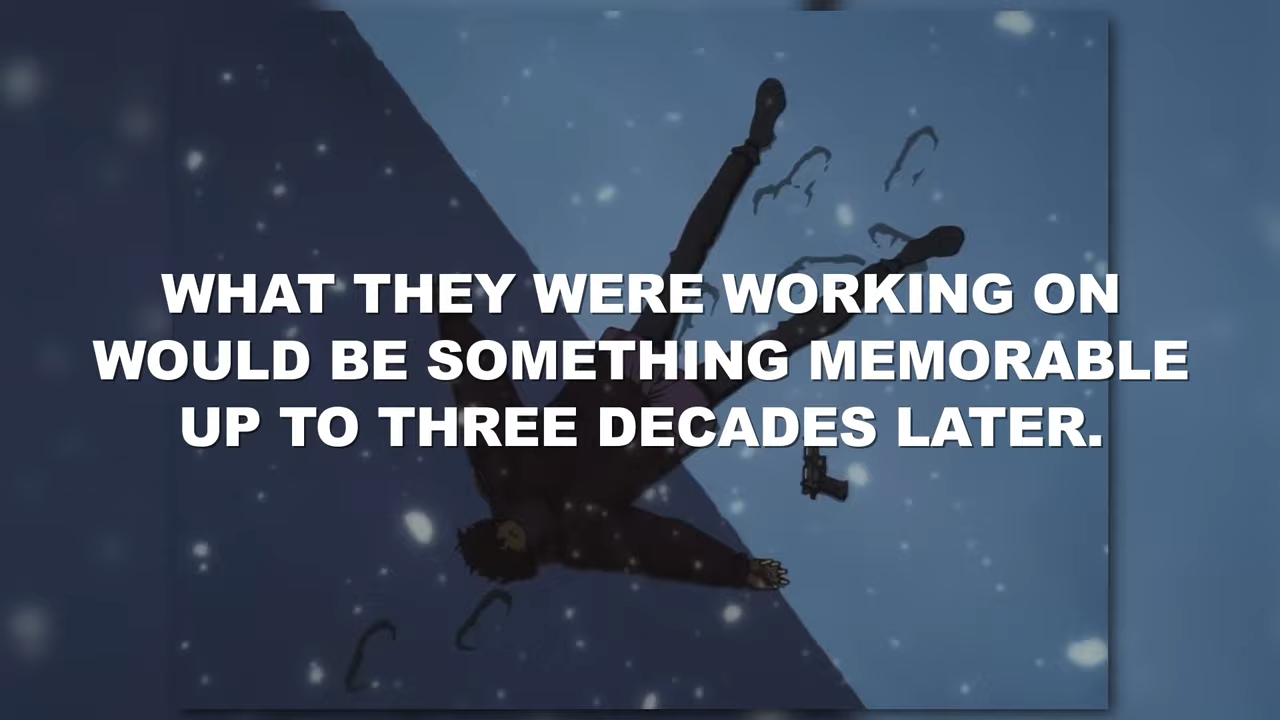 WHAT THEY WERE WORKING ON
WOULD BE SOMETHING MEMORABLE
UP TO THREE DECADES LATER.